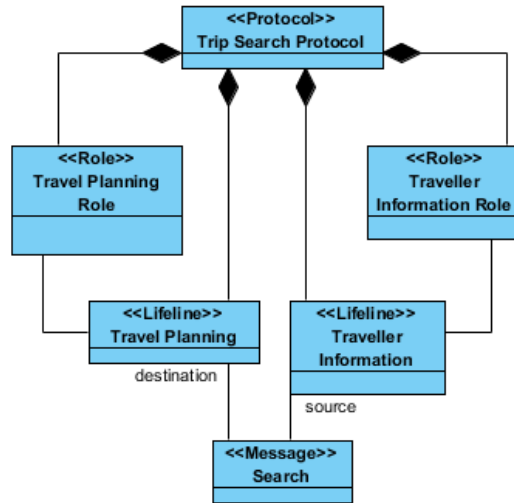 <<Protocol>>
Trip Search Protocol
<<Role>>
Travel Planning
Role
<<Role>>
Traveller
Information Role
<<Lifeline>>
Travel Planning
<<Lifeline>>
Traveller
Information
destination
source
<<Message>>
Search